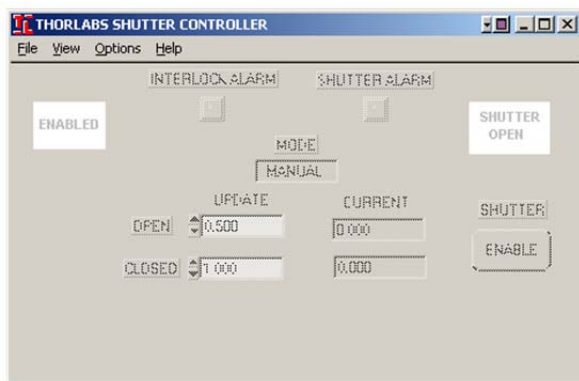 THORLABS SHUTTER CONTROLLER
File View Options Help
INTERLOCK ALARM SHUTTER ALARM
ENABLED
SHUTTER
OPEN
MODE
MANUAL
UPDATE CURRENT
SHUTTER
OPEN 0.500 0.000
ENABLE
CLOSED 1.000 0.000